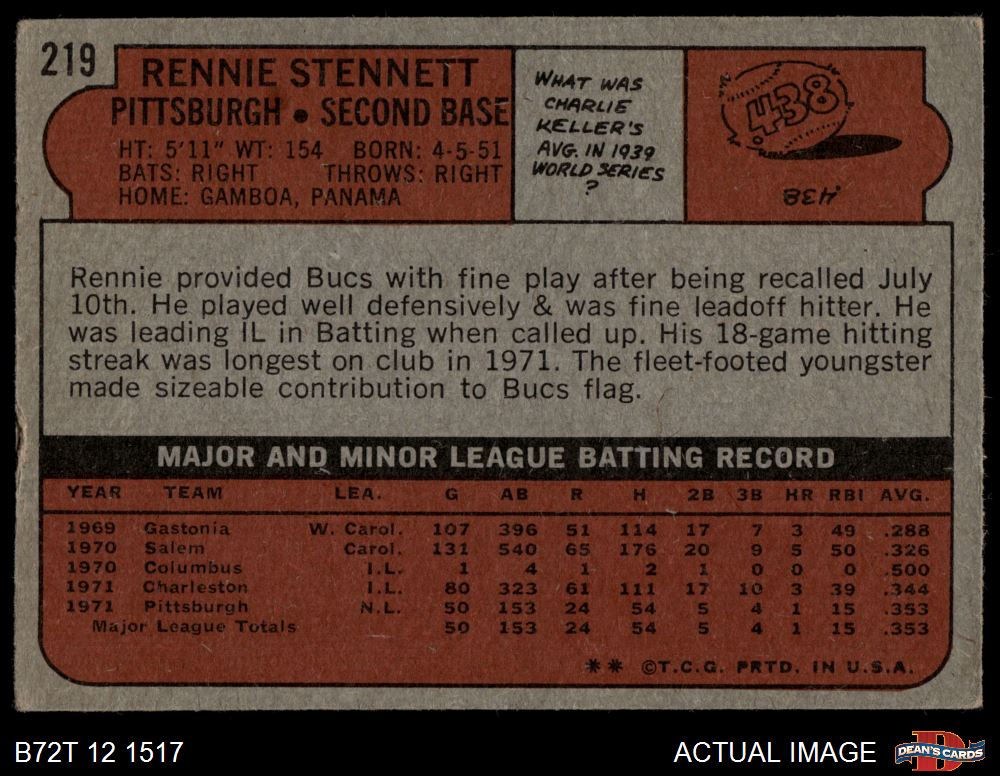 219
RENNIE STENNETT
PITTSBURGH • SECOND BASE
HT: 5'11" WT: 154 BORN: 4-5-51
BATS: RIGHT THROWS: RIGHT
HOME: GAMBOA, PANAMA
WHAT WAS
CHARLIE
KELLER'S
AVG. IN 1939
WORLD SERIES
?
438
.438
Rennie provided Bucs with fine play after being recalled July
10th. He played well defensively & was fine leadoff hitter. He
was leading IL in Batting when called up. His 18-game hitting
streak was longest on club in 1971. The fleet-footed youngster
made sizeable contribution to Bucs flag.
MAJOR AND MINOR LEAGUE BATTING RECORD
YEAR TEAM LEA. G AB R H 2B 3B HR RBI AVG.
1969 Gastonia W. Carol. 107 396 51 114 17 7 3 49 .288
1970 Salem Carol. 131 540 65 176 20 9 5 50 .326
1970 Columbus I.L. 1 4 1 2 1 0 0 0 .500
1971 Charleston I.L. 80 323 61 111 17 10 3 39 .344
1971 Pittsburgh N.L. 50 153 24 54 5 4 1 15 .353
Major League Totals 50 153 24 54 5 4 1 15 .353
** ©T.C.G. PRTD. IN U.S.A.
B72T 12 1517
ACTUAL IMAGE
DEAN'S CARDS